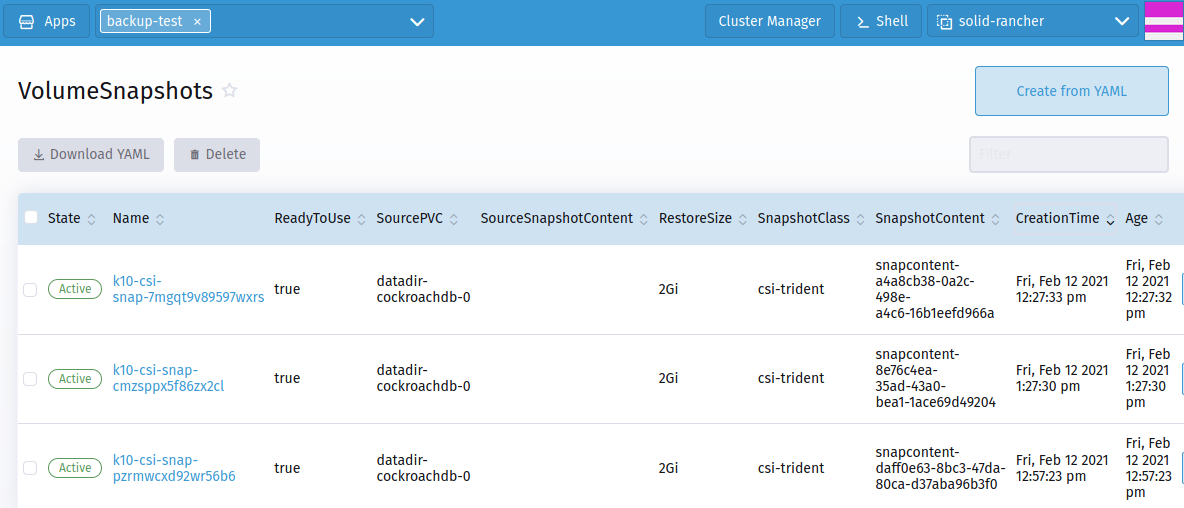 Apps
backup-test ×
Cluster Manager
Shell
solid-rancher
VolumeSnapshots
Create from YAML
Download YAML
Delete
Filter
State Name ReadyToUse SourcePVC SourceSnapshotContent RestoreSize SnapshotClass SnapshotContent CreationTime Age
Active
k10-csi-
snap-7mgqt9v89597wxrs
true
datadir-
cockroachdb-0
2Gi
csi-trident
snapcontent-
a4a8cb38-0a2c-
498e-
a4c6-16b1eefd966a
Fri, Feb 12 2021
12:27:33 pm
Fri, Feb
12 2021
12:27:32
pm
Active
k10-csi-snap-
cmzsppx5f86zx2cl
true
datadir-
cockroachdb-0
2Gi
csi-trident
snapcontent-
8e76c4ea-
35ad-43a0-
bea1-1ace69d49204
Fri, Feb 12 2021
1:27:30 pm
Fri, Feb
12 2021
1:27:30
pm
Active
k10-csi-snap-
pzrmwcxd92wr56b6
true
datadir-
cockroachdb-0
2Gi
csi-trident
snapcontent-
daff0e63-8bc3-47da-
80ca-d37aba96b3f0
Fri, Feb 12 2021
12:57:23 pm
Fri, Feb
12 2021
12:57:23
pm